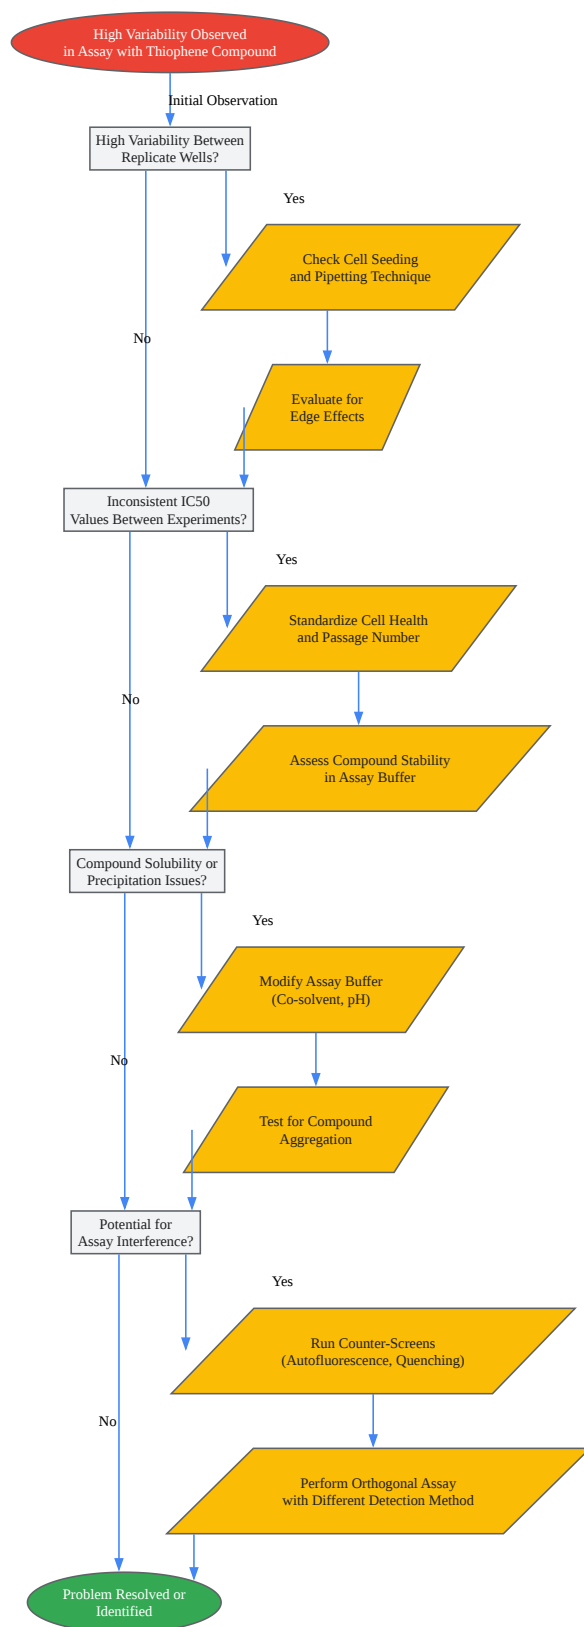 High Variability Observed
in Assay with Thiophene Compound
Initial Observation
High Variability Between
Replicate Wells?
Yes
Check Cell Seeding
and Pipetting Technique
No
Evaluate for
Edge Effects
Inconsistent IC50
Values Between Experiments?
Yes
Standardize Cell Health
and Passage Number
No
Assess Compound Stability
in Assay Buffer
Compound Solubility or
Precipitation Issues?
Yes
Modify Assay Buffer
(Co-solvent, pH)
No
Test for Compound
Aggregation
Potential for
Assay Interference?
Yes
Run Counter-Screens
(Autofluorescence, Quenching)
No
Perform Orthogonal Assay
with Different Detection Method
Problem Resolved or
Identified